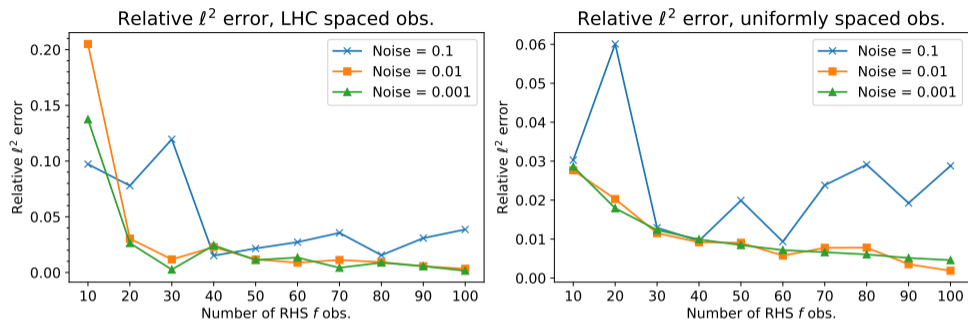 Relative ℓ² error, LHC spaced obs.
Relative ℓ² error
0.20
0.15
0.10
0.05
0.00
Noise = 0.1
Noise = 0.01
Noise = 0.001
10 20 30 40 50 60 70 80 90 100
Number of RHS f obs.
Relative ℓ² error, uniformly spaced obs.
Relative ℓ² error
0.06
0.05
0.04
0.03
0.02
0.01
0.00
Noise = 0.1
Noise = 0.01
Noise = 0.001
10 20 30 40 50 60 70 80 90 100
Number of RHS f obs.